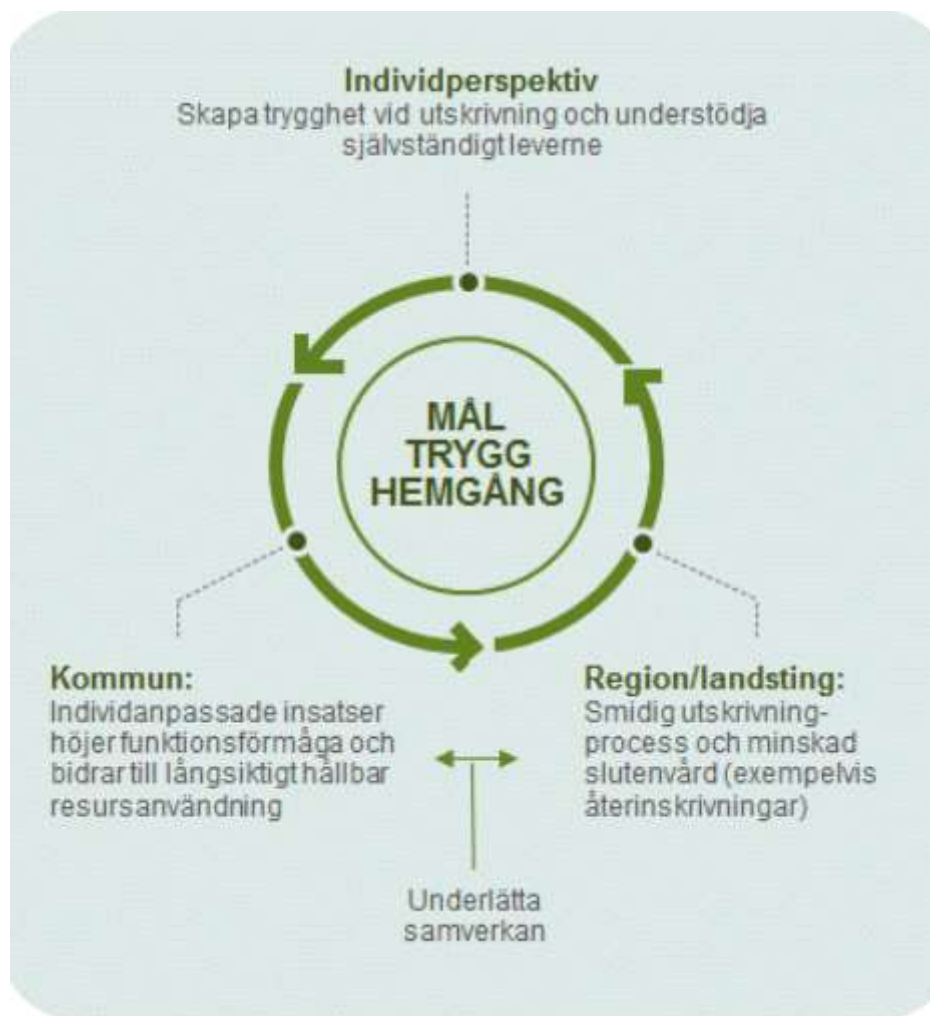 Individperspektiv
Skapa trygghet vid utskrivning och understödja
självständigt leverne
MÅL
TRYGG
HEMGÅNG
Kommun:
Individanpassade insatser
höjer funktionsförmåga och
bidrar till långsiktigt hållbar
resursanvändning
Region/landsting:
Smidig utskrivning-
process och minskad
slutenvård (exempelvis
återinskrivningar)
Underlätta
samverkan